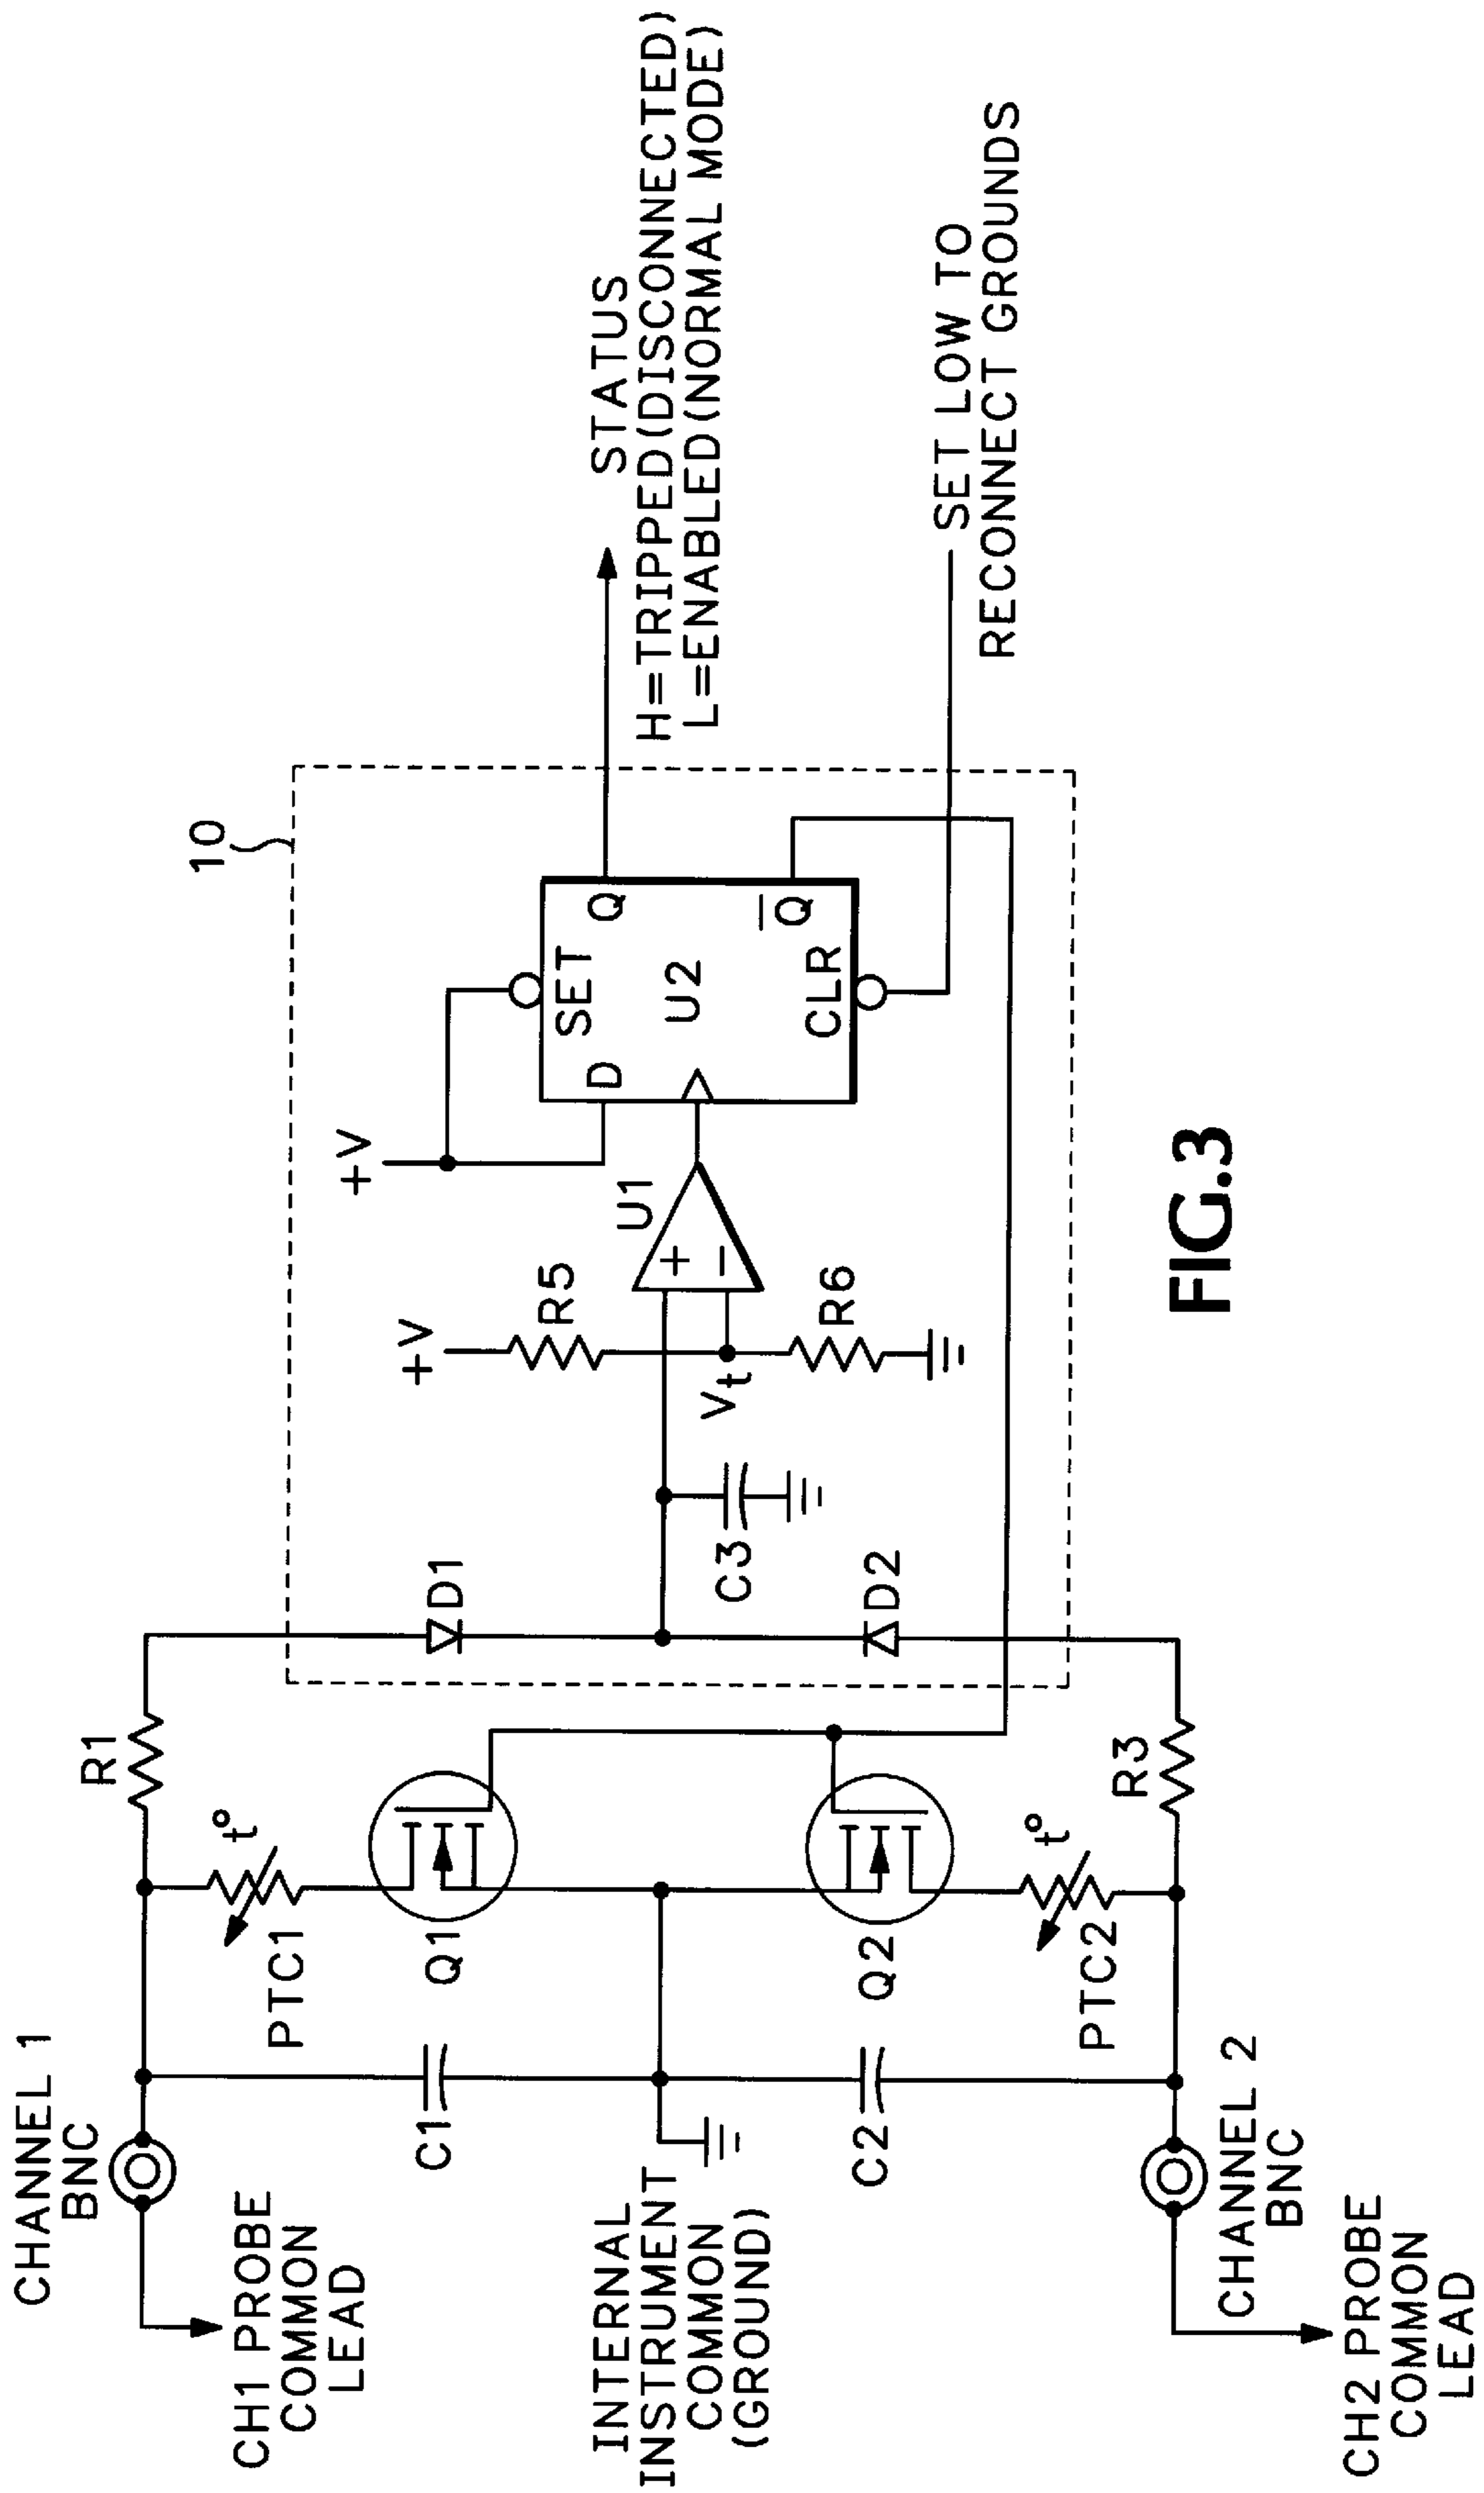 CHANNEL 1
BNC
CH1 PROBE
COMMON
LEAD
R1
t°
PTC1
Q1
C1
INTERNAL
INSTRUMENT
COMMON
(GROUND)
C2
Q2
PTC2
t°
R3
CHANNEL 2
BNC
CH2 PROBE
COMMON
LEAD
10
D1
D2
C3
+V
R5
Vt
R6
U1
+
−
+V
D
SET
Q
U2
Q̅
CLR
STATUS
H=TRIPPED(DISCONNECTED)
L=ENABLED(NORMAL MODE)
SET LOW TO
RECONNECT GROUNDS
FIG.3